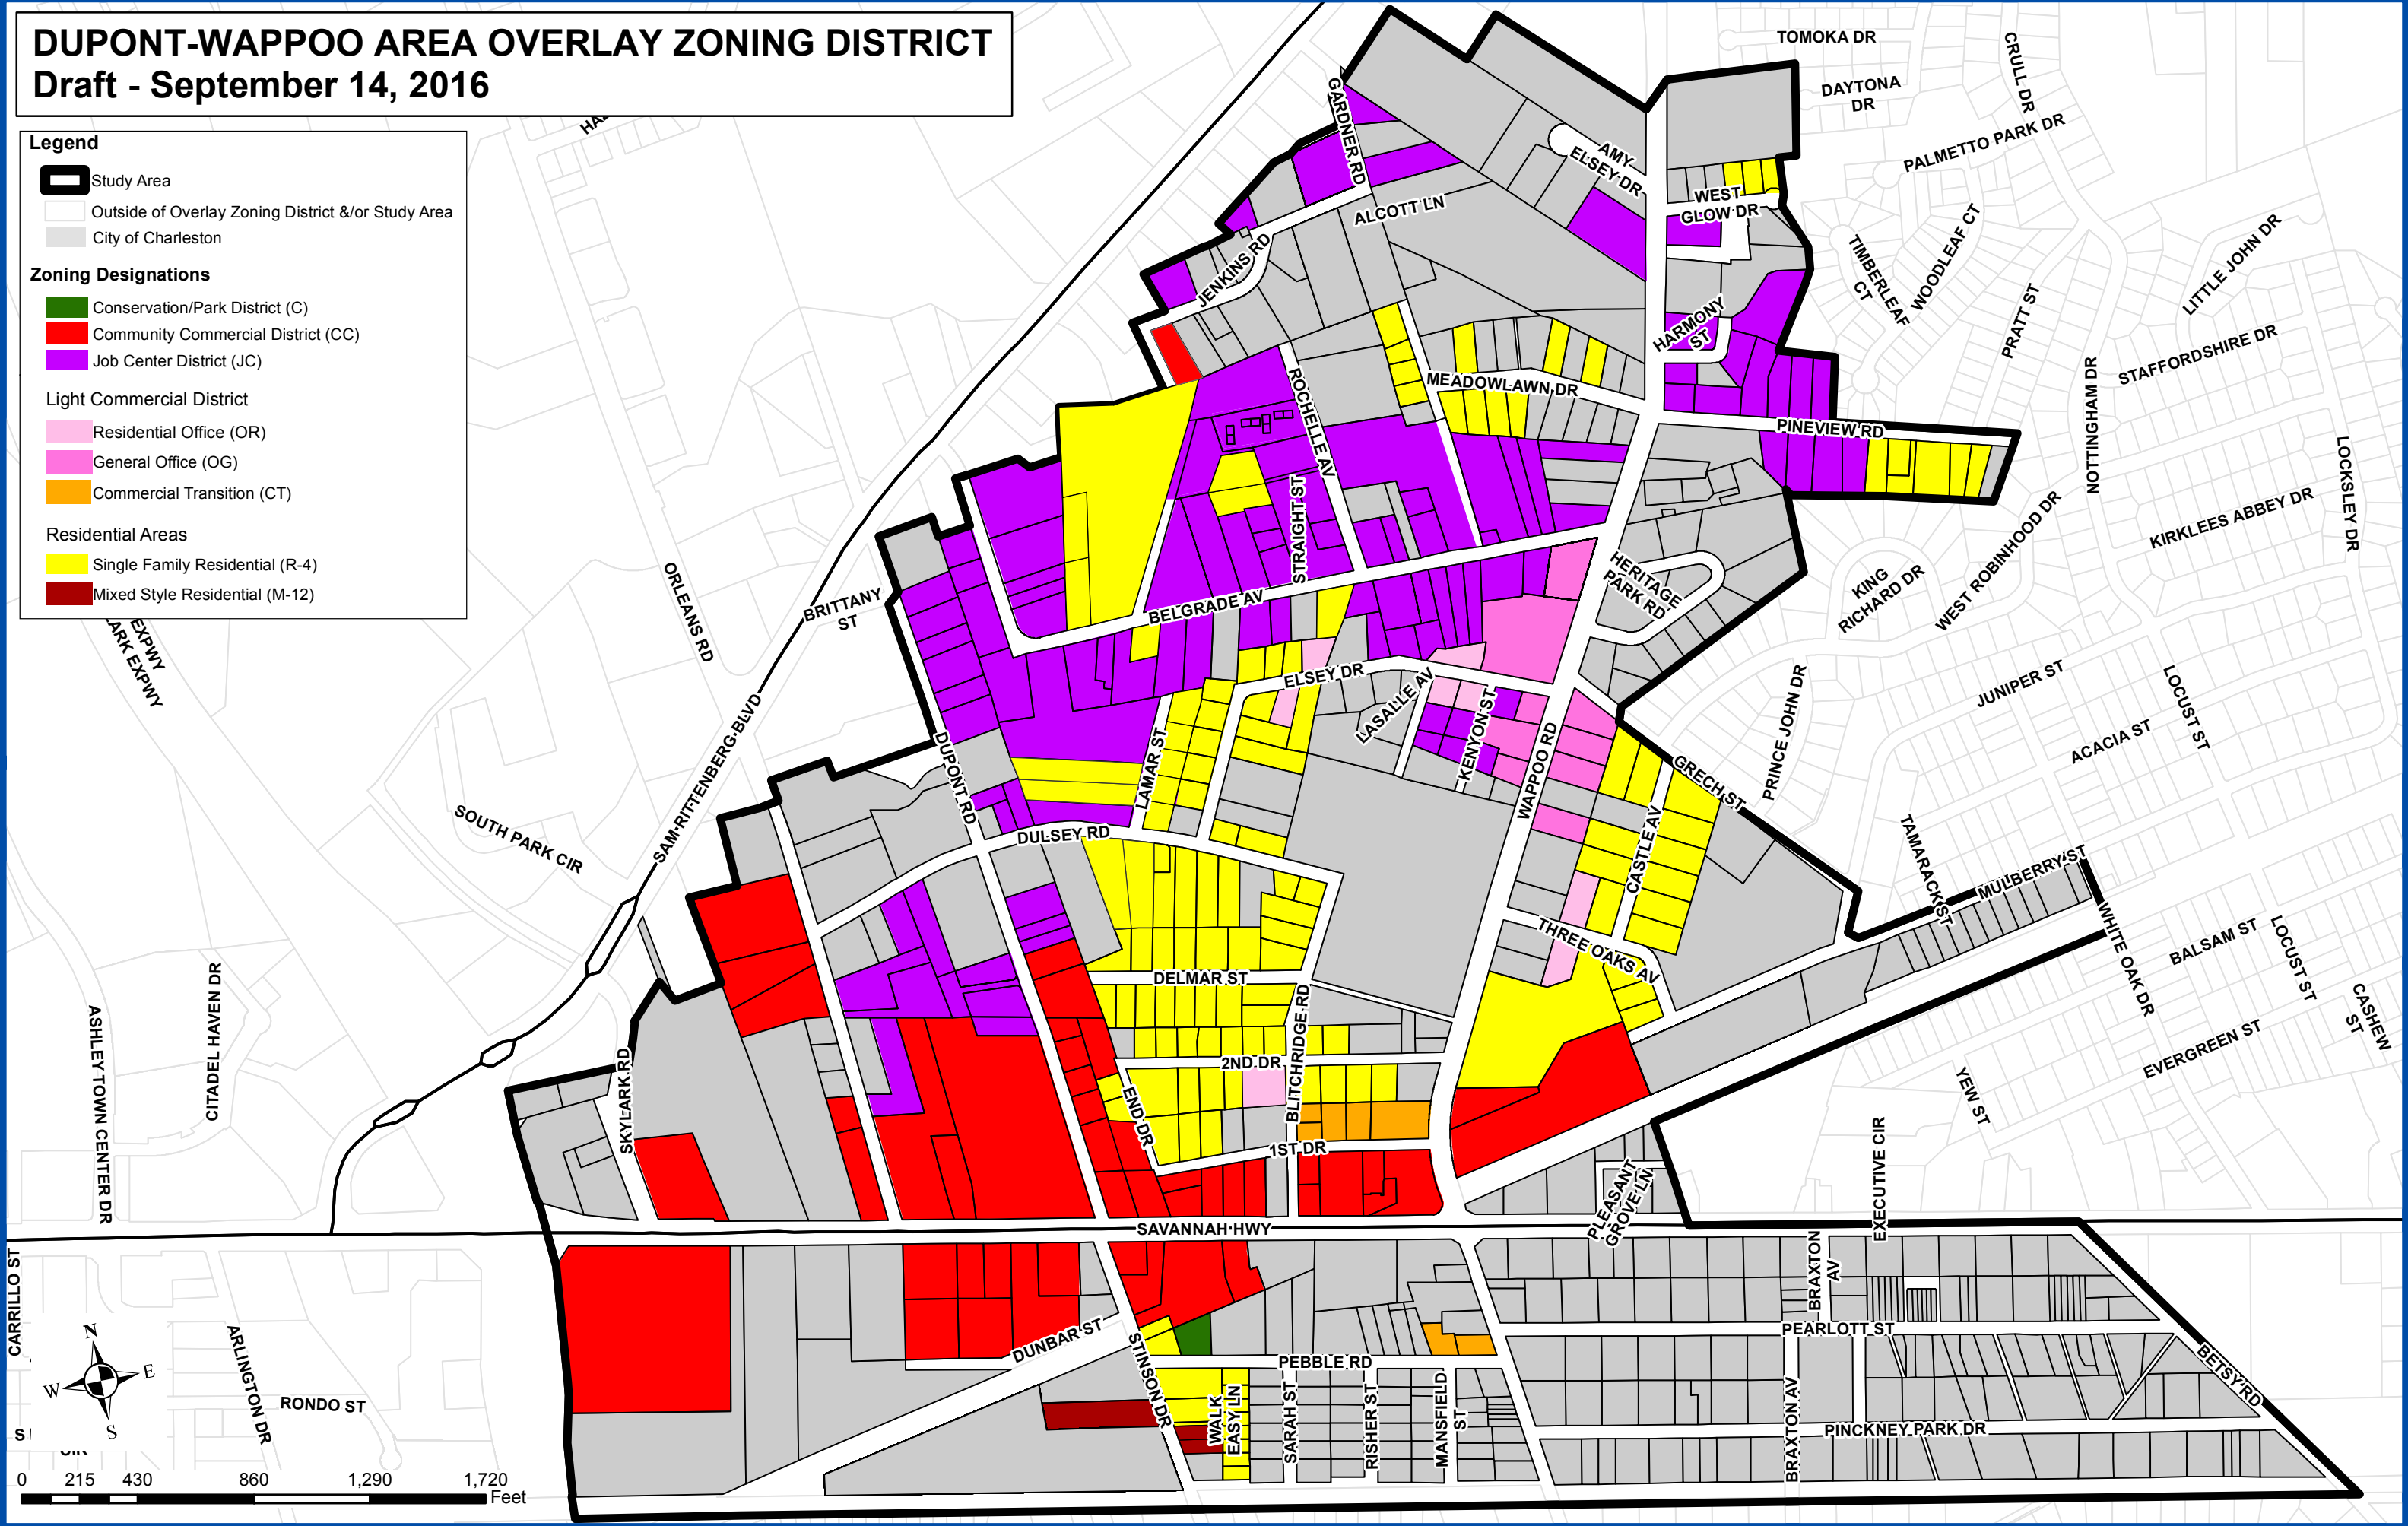 DUPONT-WAPPOO AREA OVERLAY ZONING DISTRICT
Draft - September 14, 2016
Legend
Study Area
Outside of Overlay Zoning District &/or Study Area
City of Charleston
Zoning Designations
Conservation/Park District (C)
Community Commercial District (CC)
Job Center District (JC)
Light Commercial District
Residential Office (OR)
General Office (OG)
Commercial Transition (CT)
Residential Areas
Single Family Residential (R-4)
Mixed Style Residential (M-12)
TOMOKA DR
CRULL DR
DAYTONA
DR
PALMETTO PARK DR
GARDNER RD
AMY
ELSEY DR
WEST
GLOW DR
ALCOTT LN
JENKINS RD
TIMBERLEAF
CT
WOODLEAF CT
LITTLE JOHN DR
PRATT ST
HARMONY
ST
STAFFORDSHIRE DR
NOTTINGHAM DR
ROCHELLE AV
MEADOWLAWN DR
PINEVIEW RD
LOCKSLEY DR
STRAIGHT ST
KIRKLEES ABBEY DR
WEST ROBINHOOD DR
KING
RICHARD DR
HERITAGE
PARK RD
ORLEANS RD
BRITTANY
ST
BELGRADE AV
EXPWY
ARK EXPWY
ELSEY DR
LASALLE AV
KENYON ST
WAPPOO RD
PRINCE JOHN DR
JUNIPER ST
LOCUST ST
ACACIA ST
SAM RITTENBERG BLVD
DUPONT RD
LAMAR ST
GRECH ST
SOUTH PARK CIR
DULSEY RD
CASTLE AV
TAMARACK ST
MULBERRY ST
THREE OAKS AV
WHITE OAK DR
BALSAM ST
LOCUST ST
CASHEW
ST
DELMAR ST
BLITCHRIDGE RD
ASHLEY TOWN CENTER DR
CITADEL HAVEN DR
SKYLARK RD
2ND DR
END DR
1ST DR
EVERGREEN ST
YEW ST
EXECUTIVE CIR
PLEASANT
GROVE LN
SAVANNAH HWY
CARRILLO ST
BRAXTON
AV
DUNBAR ST
STINSON DR
PEARLOTT ST
PEBBLE RD
BETSY RD
ARLINGTON DR
RONDO ST
WALK
EASY LN
SARAH ST
RISHER ST
MANSFIELD
ST
BRAXTON AV
PINCKNEY PARK DR
N
W
E
S
0 215 430 860 1,290 1,720
Feet